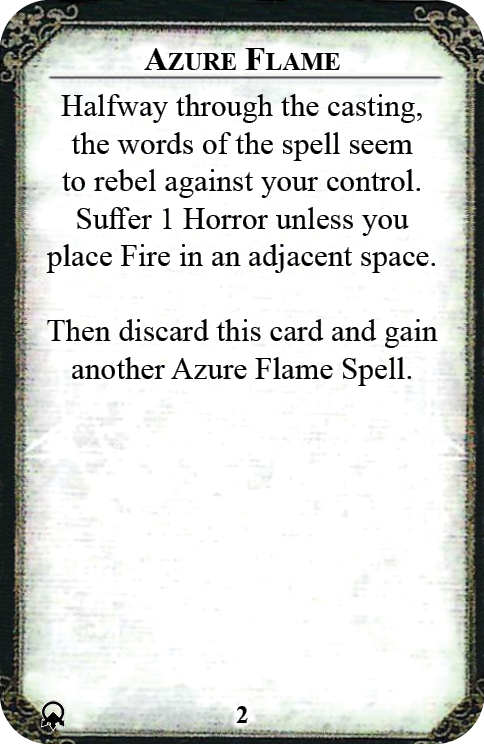 AZURE FLAME
Halfway through the casting,
the words of the spell seem
to rebel against your control.
Suffer 1 Horror unless you
place Fire in an adjacent space.
Then discard this card and gain
another Azure Flame Spell.
2